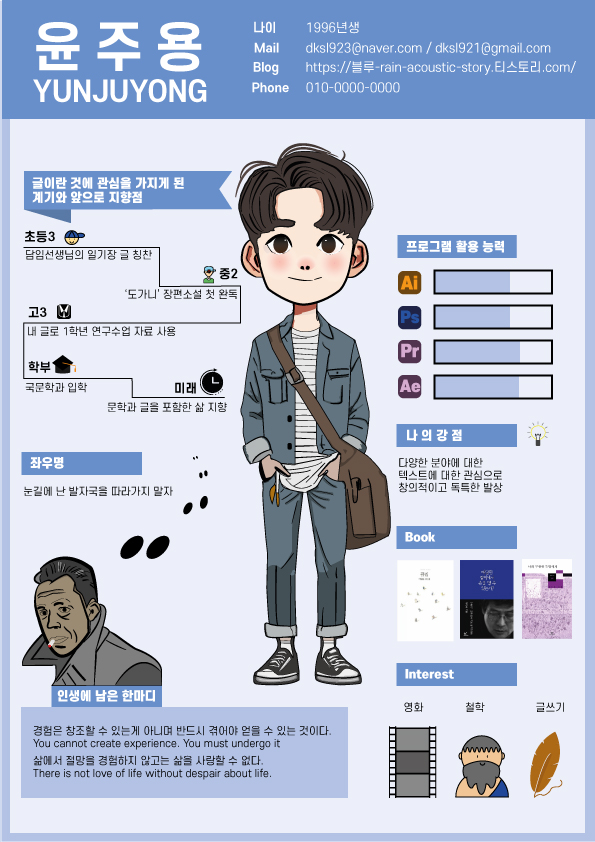 윤주용
YUNJUYONG
나이 1996년생
Mail dksl923@naver.com / dksl921@gmail.com
Blog https://블루-rain-acoustic-story.티스토리.com/
Phone 010-0000-0000
글이란 것에 관심을 가지게 된
계기와 앞으로 지향점
초등3
담임선생님의 일기장 글 칭찬
중2
‘도가니’ 장편소설 첫 완독
고3
내 글로 1학년 연구수업 자료 사용
학부
국문학과 입학
미래
문학과 글을 포함한 삶 지향
좌우명
눈길에 난 발자국을 따라가지 말자
인생에 남은 한마디
경험은 창조할 수 있는게 아니며 반드시 겪어야 얻을 수 있는 것이다.
You cannot create experience. You must undergo it
삶에서 절망을 경험하지 않고는 삶을 사랑할 수 없다.
There is not love of life without despair about life.
프로그램 활용 능력
Ai
Ps
Pr
Ae
나 의 강 점
다양한 분야에 대한
텍스트에 대한 관심으로
창의적이고 독특한 발상
Book
Interest
영화 철학 글쓰기